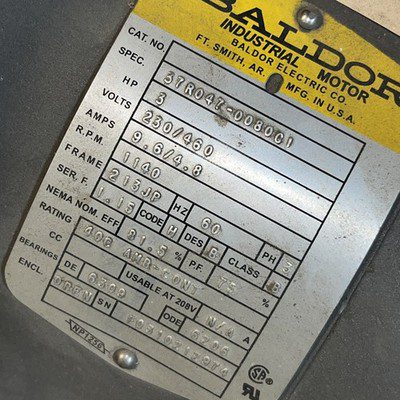 BALDOR
INDUSTRIAL MOTOR
BALDOR ELECTRIC CO.
FT. SMITH, AR. MFG. IN U.S.A.
CAT. NO.
SPEC. 37R047-0080G1
HP 3
VOLTS 230/460
AMPS 9.6/4.8
R.P.M. 1140
FRAME 213JP HZ 60 PH 3
SER. F. 1.15 CODE H DES B CLASS B
NEMA NOM. EFF 81.5 % P.F. 75 %
RATING 40C AMB-CONT
CC USABLE AT 208V N/A A
BEARINGS DE 6309 ODE 6206
ENCL OPEN SN
NP1256